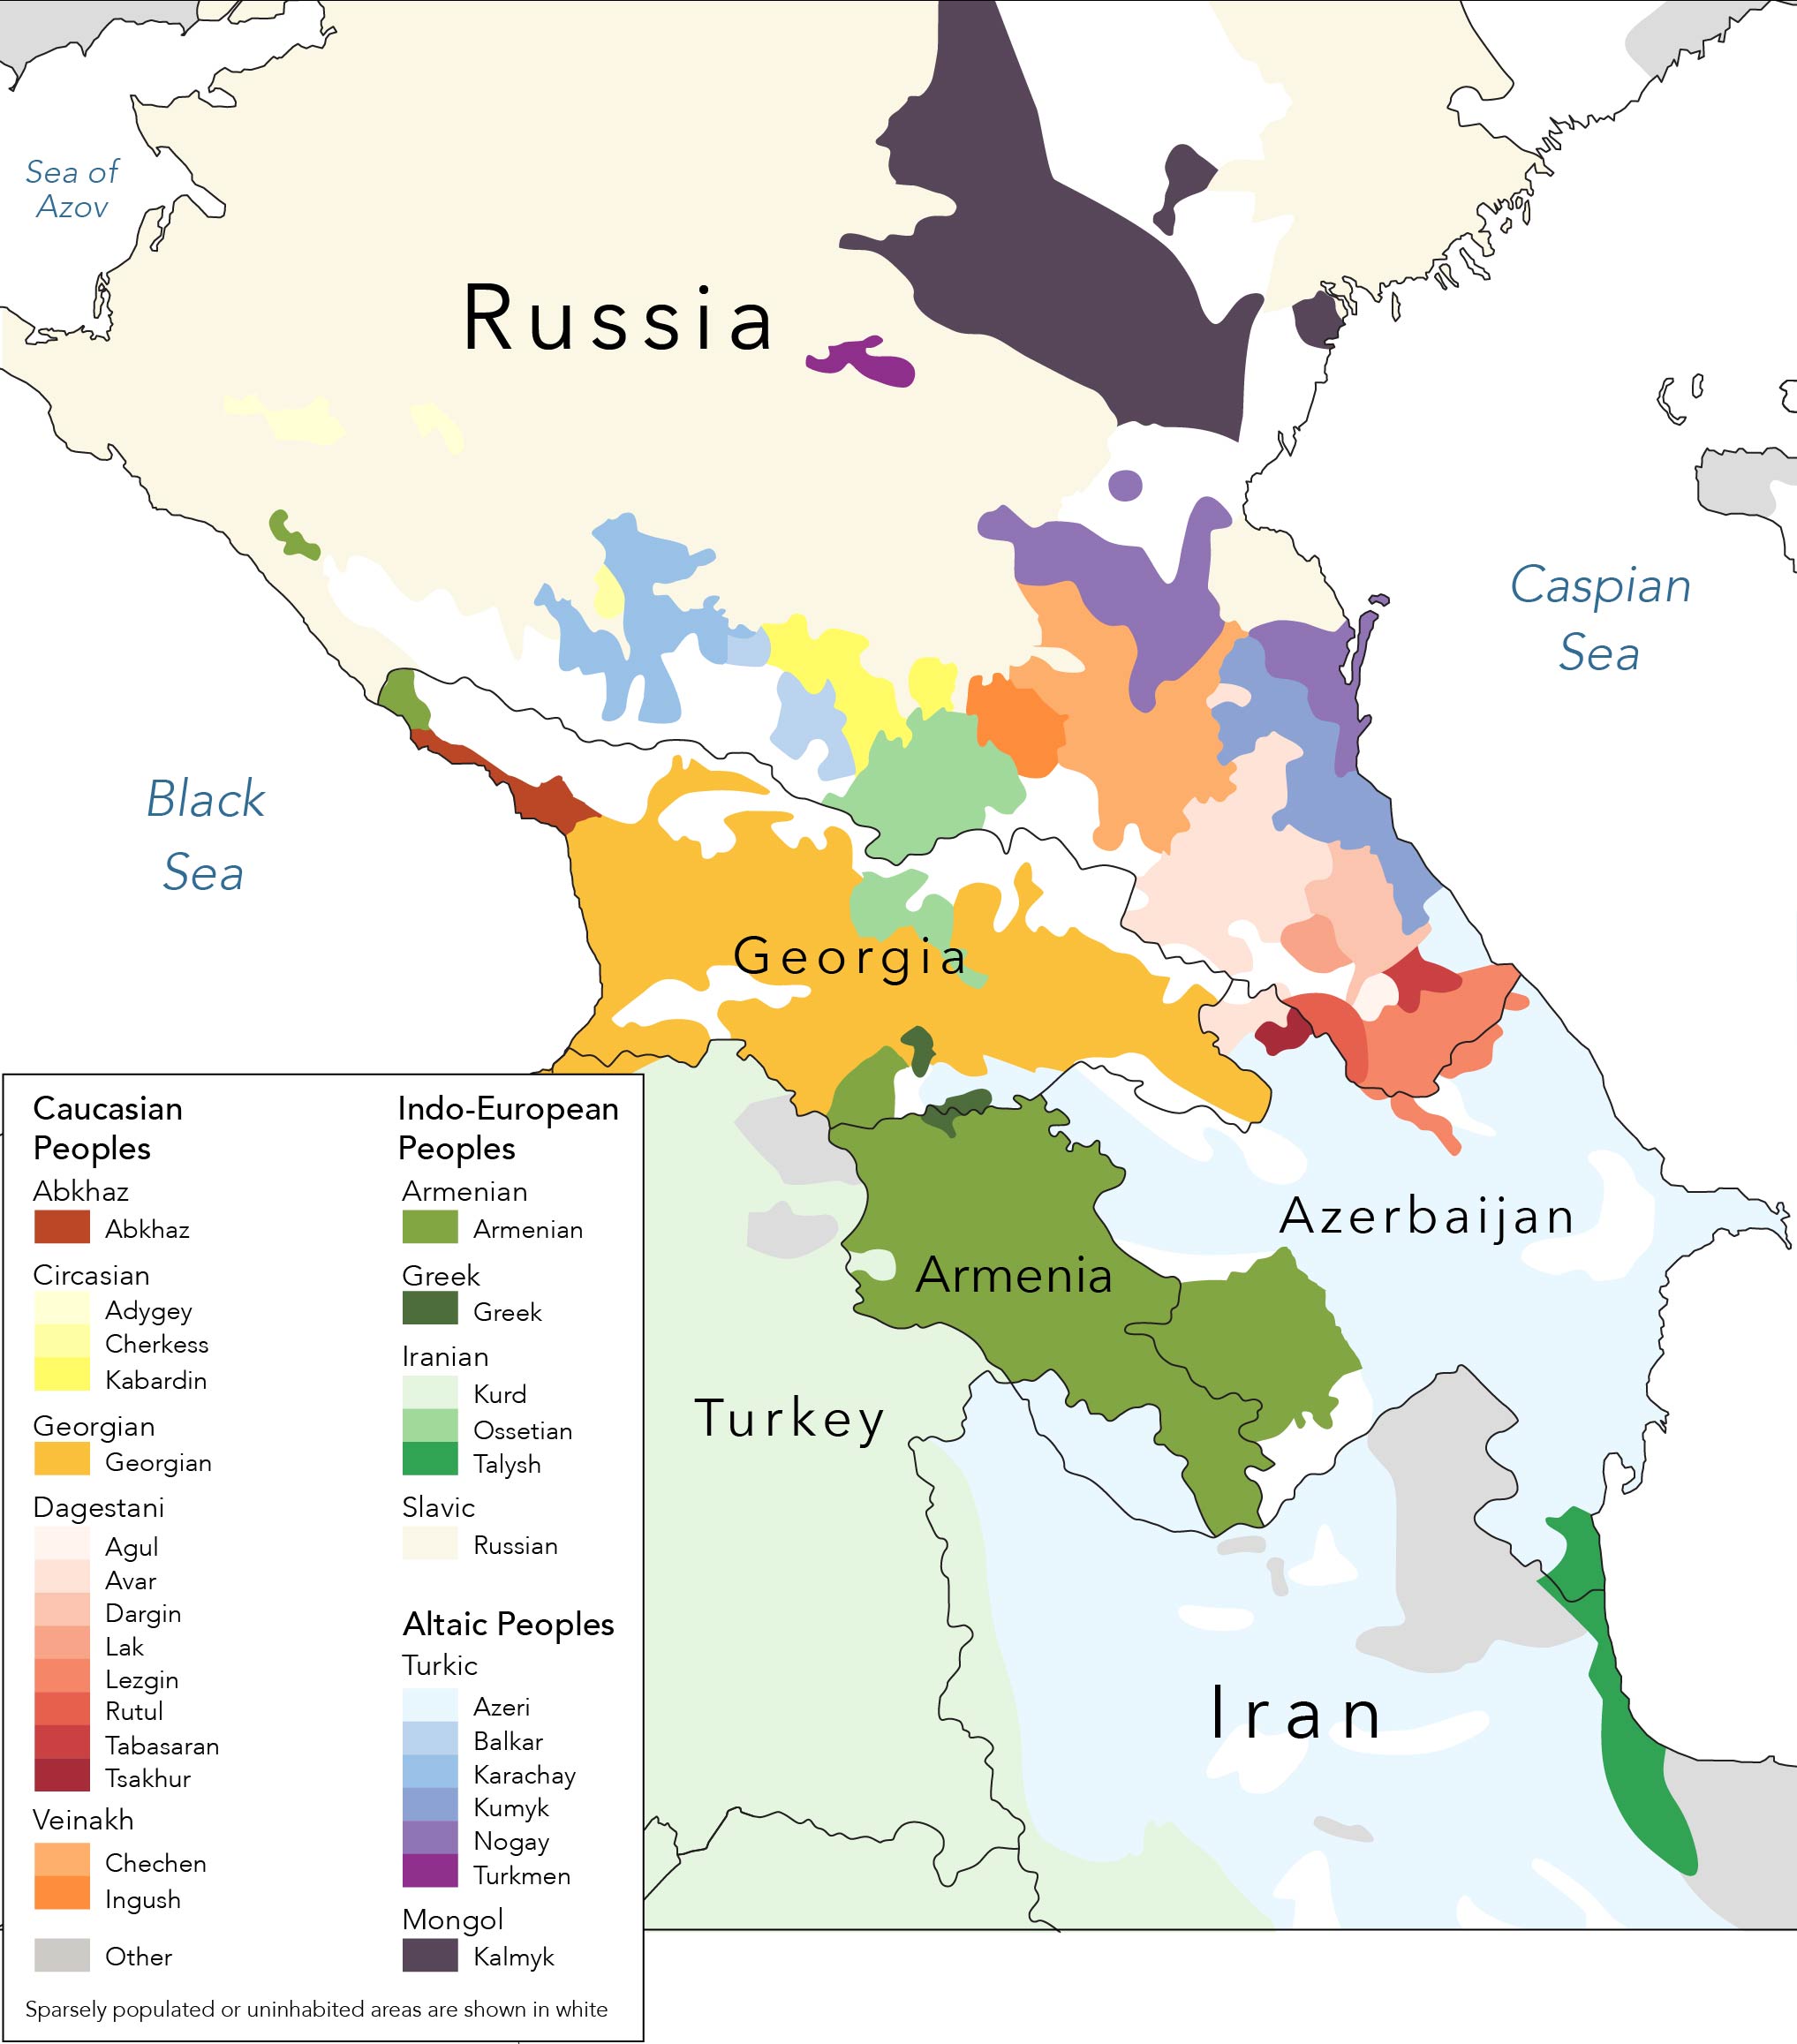 Sea of
Azov
Russia
Caspian
Sea
Black
Sea
Georgia
Azerbaijan
Armenia
Turkey
Iran
Caucasian
Peoples
Abkhaz
Abkhaz
Circasian
Adygey
Cherkess
Kabardin
Georgian
Georgian
Dagestani
Agul
Avar
Dargin
Lak
Lezgin
Rutul
Tabasaran
Tsakhur
Veinakh
Chechen
Ingush
Other
Indo-European
Peoples
Armenian
Armenian
Greek
Greek
Iranian
Kurd
Ossetian
Talysh
Slavic
Russian
Altaic Peoples
Turkic
Azeri
Balkar
Karachay
Kumyk
Nogay
Turkmen
Mongol
Kalmyk
Sparsely populated or uninhabited areas are shown in white